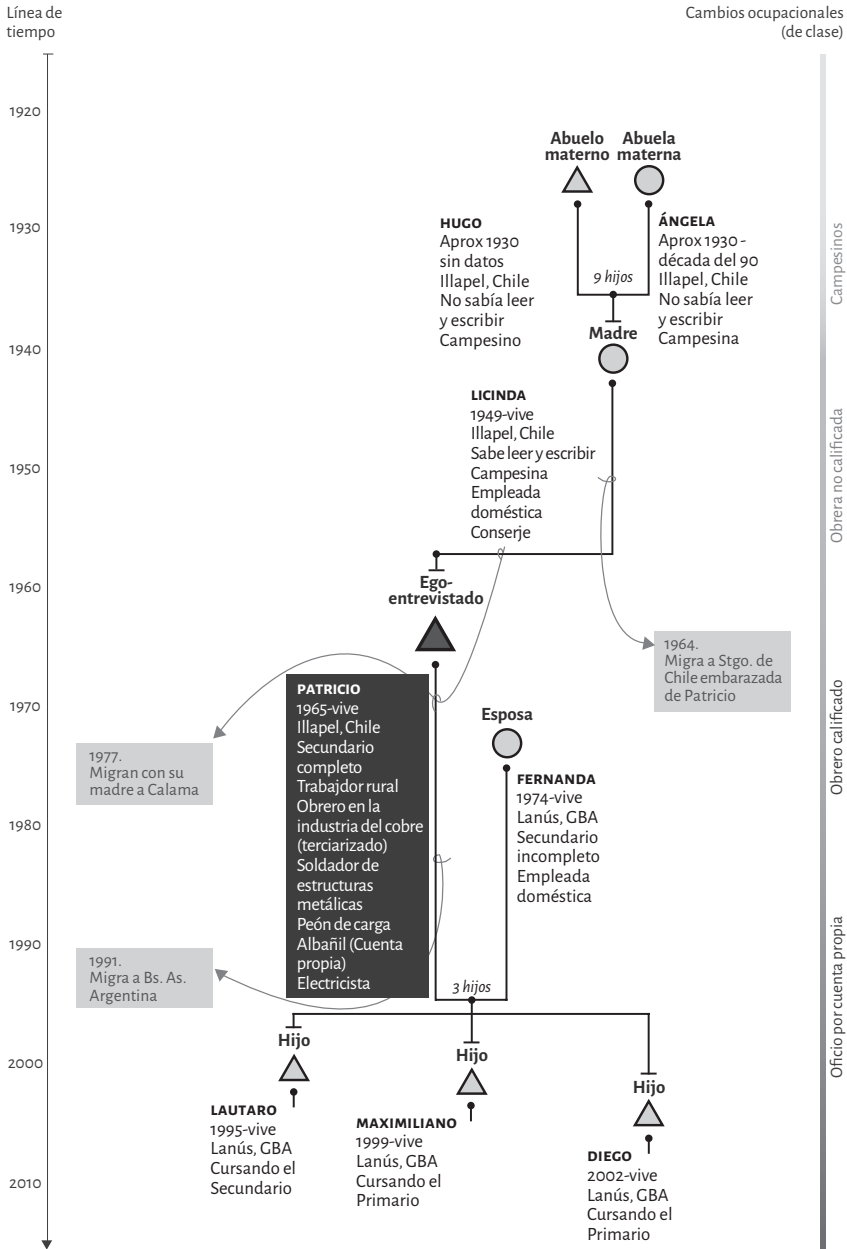 Línea de
tiempo
Cambios ocupacionales
(de clase)
1920
1930
1940
1950
1960
1970
1980
1990
2000
2010
Abuelo
materno
Abuela
materna
HUGO
Aprox 1930
sin datos
Illapel, Chile
No sabía leer
y escribir
Campesino
9 hijos
ÁNGELA
Aprox 1930 -
década del 90
Illapel, Chile
No sabía leer
y escribir
Campesina
Madre
LICINDA
1949-vive
Illapel, Chile
Sabe leer y escribir
Campesina
Empleada
doméstica
Conserje
Ego-
entrevistado
1964.
Migra a Stgo. de
Chile embarazada
de Patricio
PATRICIO
1965-vive
Illapel, Chile
Secundario
completo
Trabajdor rural
Obrero en la
industria del cobre
(terciarizado)
Soldador de
estructuras
metálicas
Peón de carga
Albañil (Cuenta
propia)
Electricista
1977.
Migran con su
madre a Calama
1991.
Migra a Bs. As.
Argentina
Esposa
FERNANDA
1974-vive
Lanús, GBA
Secundario
incompleto
Empleada
doméstica
3 hijos
Hijo
LAUTARO
1995-vive
Lanús, GBA
Cursando el
Secundario
Hijo
MAXIMILIANO
1999-vive
Lanús, GBA
Cursando el
Primario
Hijo
DIEGO
2002-vive
Lanús, GBA
Cursando el
Primario
Campesinos
Obrera no calificada
Obrero calificado
Oficio por cuenta propia